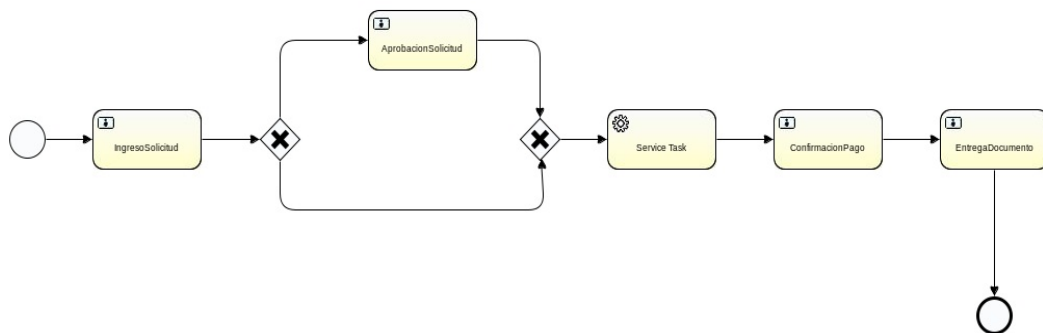 AprobacionSolicitud
IngresoSolicitud
Service Task
ConfirmacionPago
EntregaDocumento